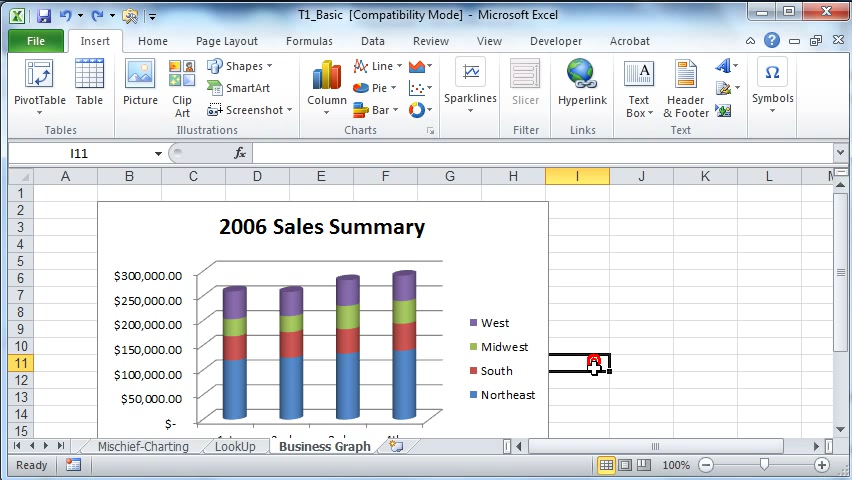 T1_Basic [Compatibility Mode] - Microsoft Excel
File Insert Home Page Layout Formulas Data Review View Developer Acrobat
PivotTable Table Picture Clip Art Shapes SmartArt Screenshot Column Line Pie Bar Sparklines Slicer Hyperlink Text Box Header & Footer Symbols
Tables Illustrations Charts Filter Links Text
I11 fx
A B C D E F G H I J K L
1
2
3
4
5
6
7
8
9
10
11
12
13
14
15
2006 Sales Summary
$300,000.00
$250,000.00
$200,000.00
$150,000.00
$100,000.00
$50,000.00
$-
West
Midwest
South
Northeast
Mischief-Charting LookUp Business Graph
Ready 100%